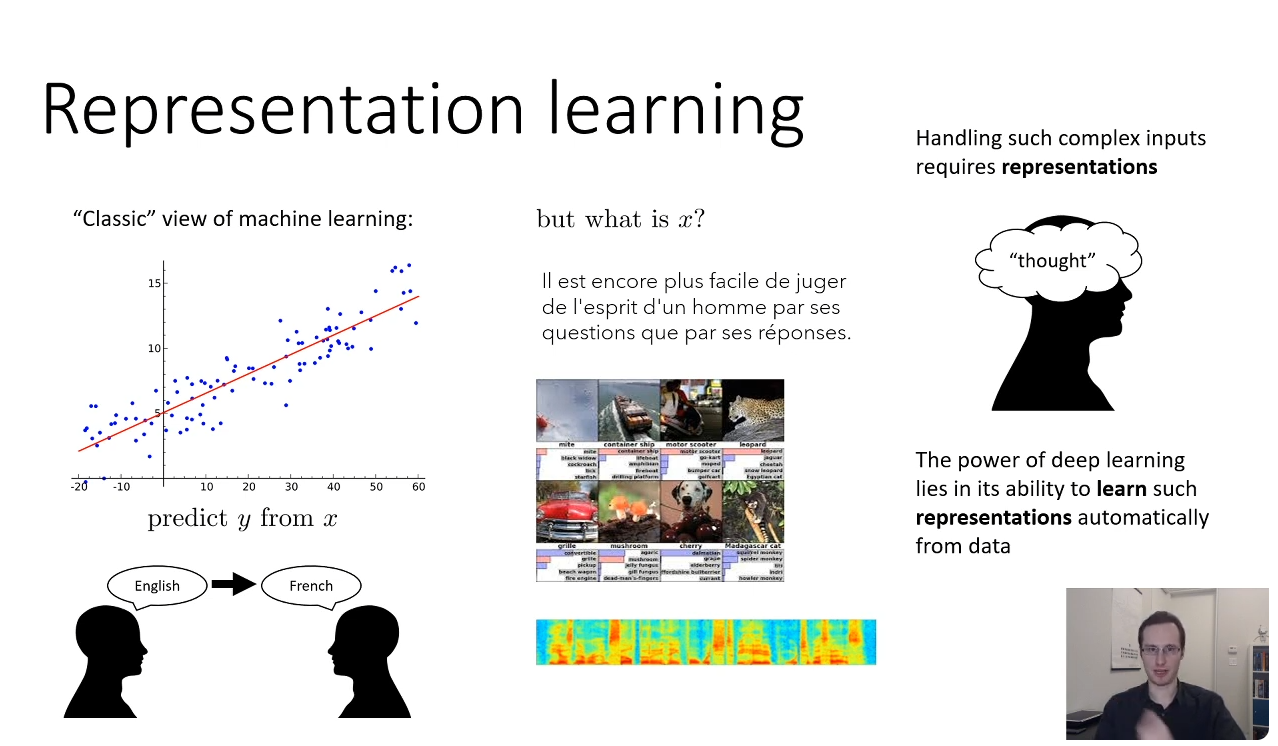 Representation learning
“Classic” view of machine learning:
15
10
5
-20 -10 10 20 30 40 50 60
predict y from x
English
French
but what is x?
Il est encore plus facile de juger
de l'esprit d'un homme par ses
questions que par ses réponses.
mite container ship motor scooter leopard
mite container ship motor scooter leopard
black widow lifeboat go-kart jaguar
cockroach amphibian moped cheetah
tick fireboat bumper car snow leopard
starfish drilling platform golfcart Egyptian cat
grille mushroom cherry Madagascar cat
convertible agaric dalmatian squirrel monkey
grille mushroom grape spider monkey
pickup jelly fungus elderberry titi
beach wagon gill fungus ffordshire bullterrier indri
fire engine dead-man's-fingers currant howler monkey
Handling such complex inputs
requires representations
“thought”
The power of deep learning
lies in its ability to learn such
representations automatically
from data